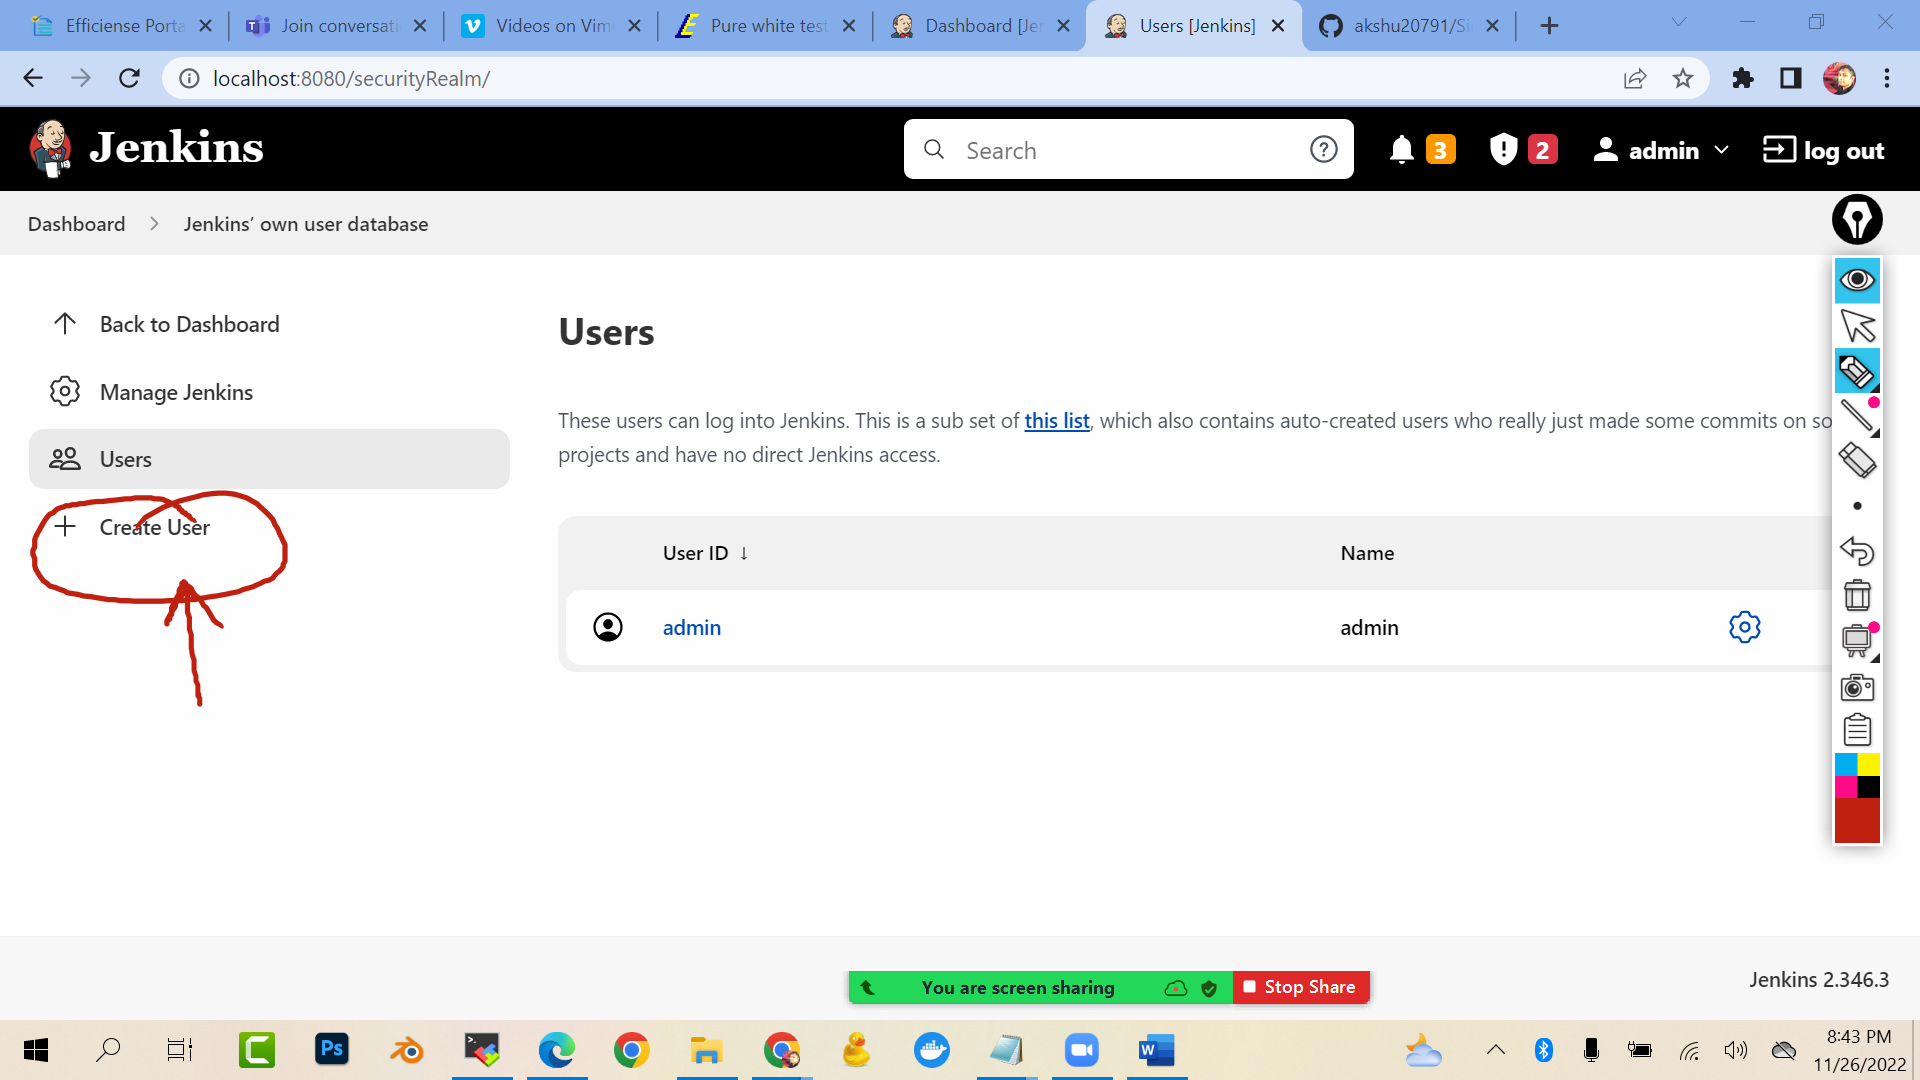 Efficiense Porta
Join conversati
Videos on Vime
Pure white test
Dashboard [Jen
Users [Jenkins]
akshu20791/Si
localhost:8080/securityRealm/
Jenkins
Search
3
2
admin
log out
Dashboard
Jenkins’ own user database
Back to Dashboard
Manage Jenkins
Users
Create User
Users
These users can log into Jenkins. This is a sub set of this list, which also contains auto-created users who really just made some commits on so
projects and have no direct Jenkins access.
User ID ↓
Name
admin
admin
Jenkins 2.346.3
You are screen sharing
Stop Share
Ps
W
8:43 PM
11/26/2022